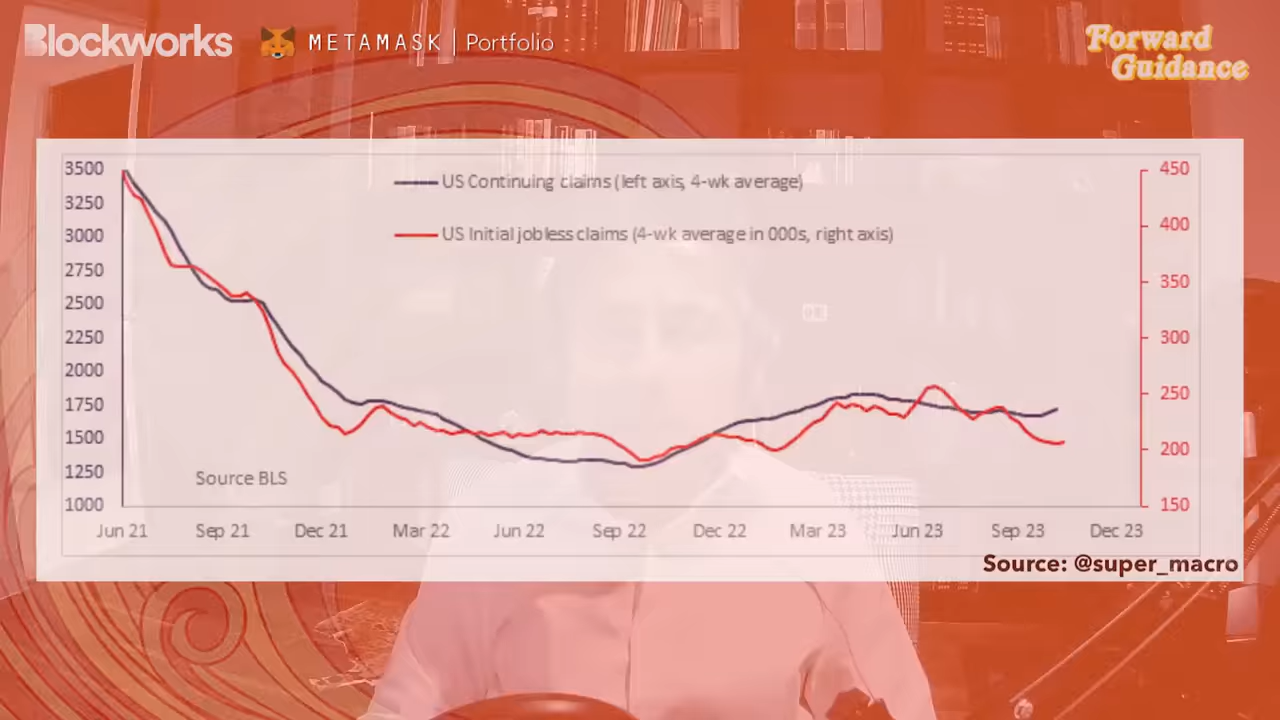 Blockworks METAMASK | Portfolio
Forward
Guidance
US Continuing claims (left axis, 4-wk average)
US Initial jobless claims (4-wk average in 000s, right axis)
3500
3250
3000
2750
2500
2250
2000
1750
1500
1250
1000
450
400
350
300
250
200
150
Source BLS
Jun 21 Sep 21 Dec 21 Mar 22 Jun 22 Sep 22 Dec 22 Mar 23 Jun 23 Sep 23 Dec 23
Source: @super_macro